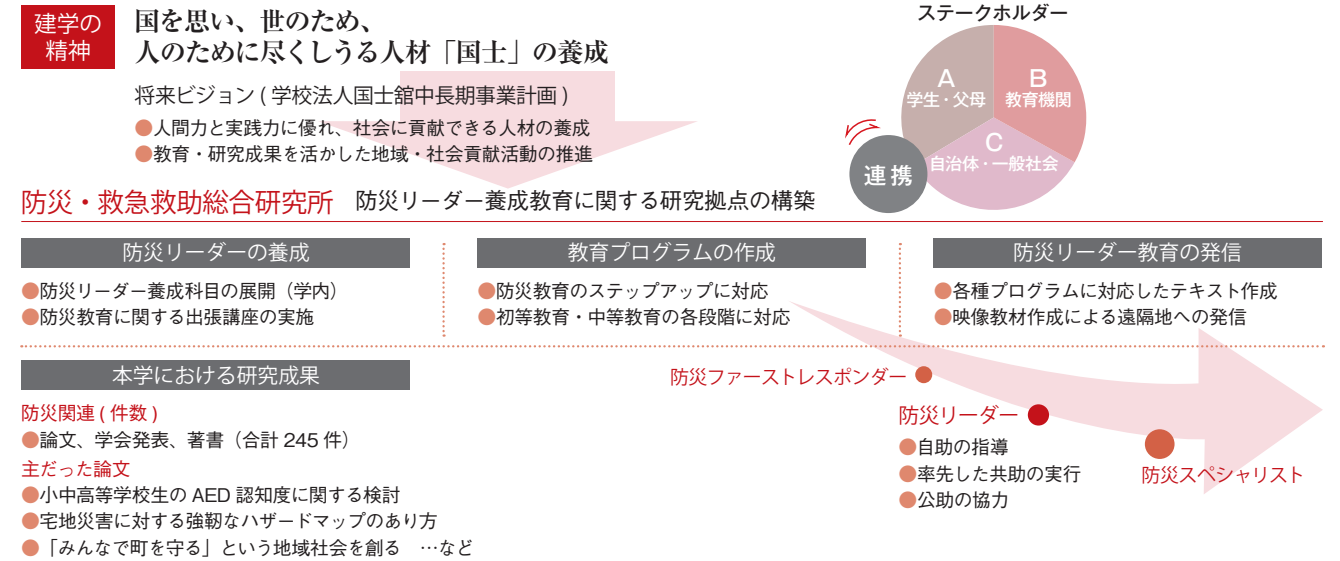 建学の
精神
国を思い、世のため、
人のために尽くしうる人材「国士」の養成
将来ビジョン ( 学校法人国士舘中長期事業計画 )
●人間力と実践力に優れ、社会に貢献できる人材の養成
●教育・研究成果を活かした地域・社会貢献活動の推進
ステークホルダー
A
学生・父母
B
教育機関
C
自治体・一般社会
連携
防災・救急救助総合研究所 防災リーダー養成教育に関する研究拠点の構築
防災リーダーの養成
●防災リーダー養成科目の展開（学内）
●防災教育に関する出張講座の実施
教育プログラムの作成
●防災教育のステップアップに対応
●初等教育・中等教育の各段階に対応
防災リーダー教育の発信
●各種プログラムに対応したテキスト作成
●映像教材作成による遠隔地への発信
本学における研究成果
防災関連 ( 件数 )
●論文、学会発表、著書（合計 245 件）
主だった論文
●小中高等学校生の AED 認知度に関する検討
●宅地災害に対する強靭なハザードマップのあり方
●「みんなで町を守る」という地域社会を創る …など
防災ファーストレスポンダー
防災リーダー
●自助の指導
●率先した共助の実行
●公助の協力
防災スペシャリスト